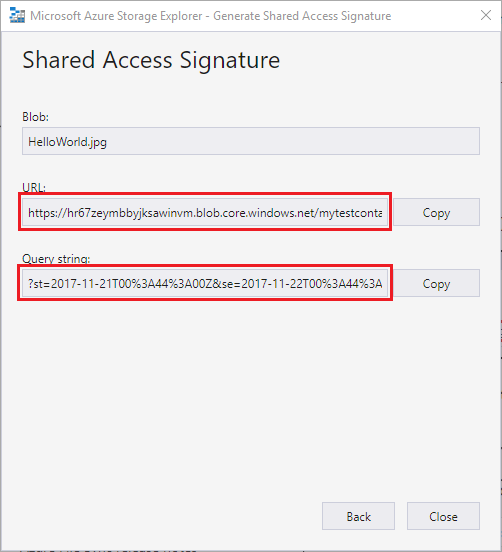 Microsoft Azure Storage Explorer - Generate Shared Access Signature
Shared Access Signature
Blob:
HelloWorld.jpg
URL:
https://hr67zeymbbyjksawinvm.blob.core.windows.net/mytestconta
Copy
Query string:
?st=2017-11-21T00%3A44%3A00Z&se=2017-11-22T00%3A44%3A
Copy
Back
Close